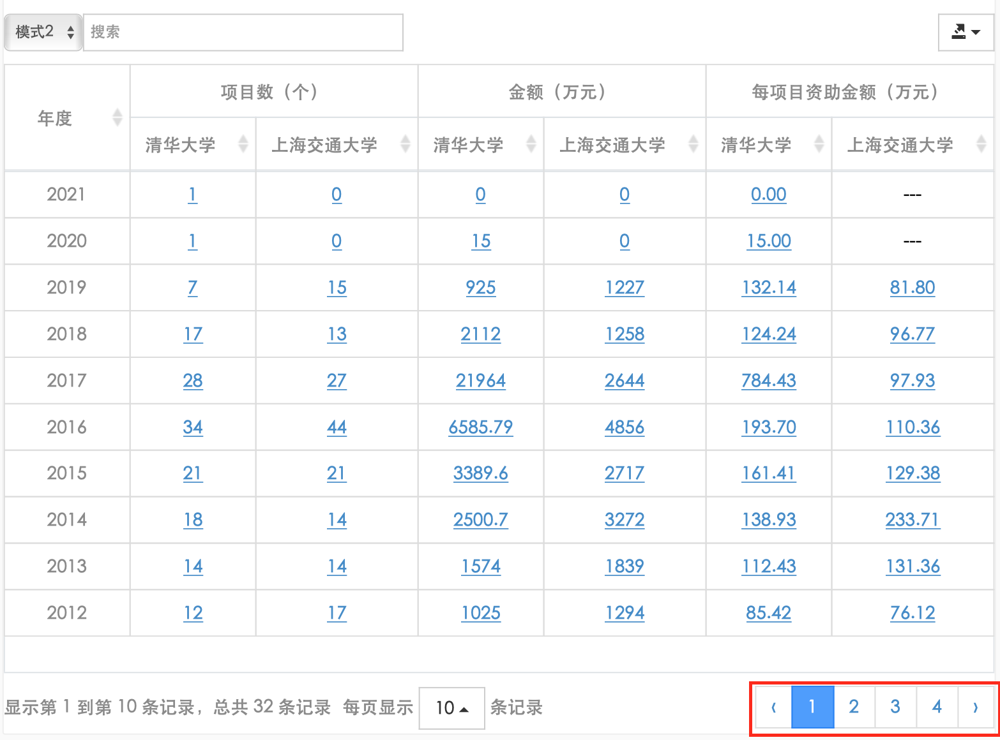 模式2 搜索
年度 项目数（个） 金额（万元） 每项目资助金额（万元）
清华大学 上海交通大学 清华大学 上海交通大学 清华大学 上海交通大学
2021 1 0 0 0 0.00 ---
2020 1 0 15 0 15.00 ---
2019 7 15 925 1227 132.14 81.80
2018 17 13 2112 1258 124.24 96.77
2017 28 27 21964 2644 784.43 97.93
2016 34 44 6585.79 4856 193.70 110.36
2015 21 21 3389.6 2717 161.41 129.38
2014 18 14 2500.7 3272 138.93 233.71
2013 14 14 1574 1839 112.43 131.36
2012 12 17 1025 1294 85.42 76.12
显示第 1 到第 10 条记录，总共 32 条记录 每页显示 10 条记录 ‹ 1 2 3 4 ›